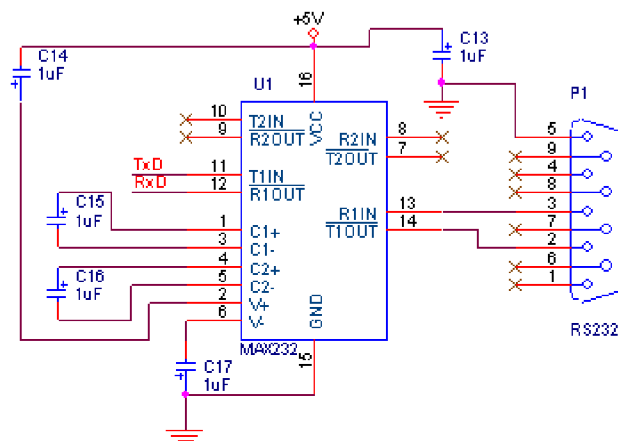 +5V
C14
1uF
C13
1uF
U1
P1
16
VCC
10 T2IN
9 R2OUT
R2IN 8
T2OUT 7
TxD 11 T1IN
RxD 12 R1OUT
C15
1uF
1 C1+
3 C1-
R1IN 13
T1OUT 14
C16
1uF
4 C2+
5 C2-
2 V+
6 V-
GND
15
MAX232
C17
1uF
5
9
4
8
3
7
2
6
1
RS232
+
+
+
+
+